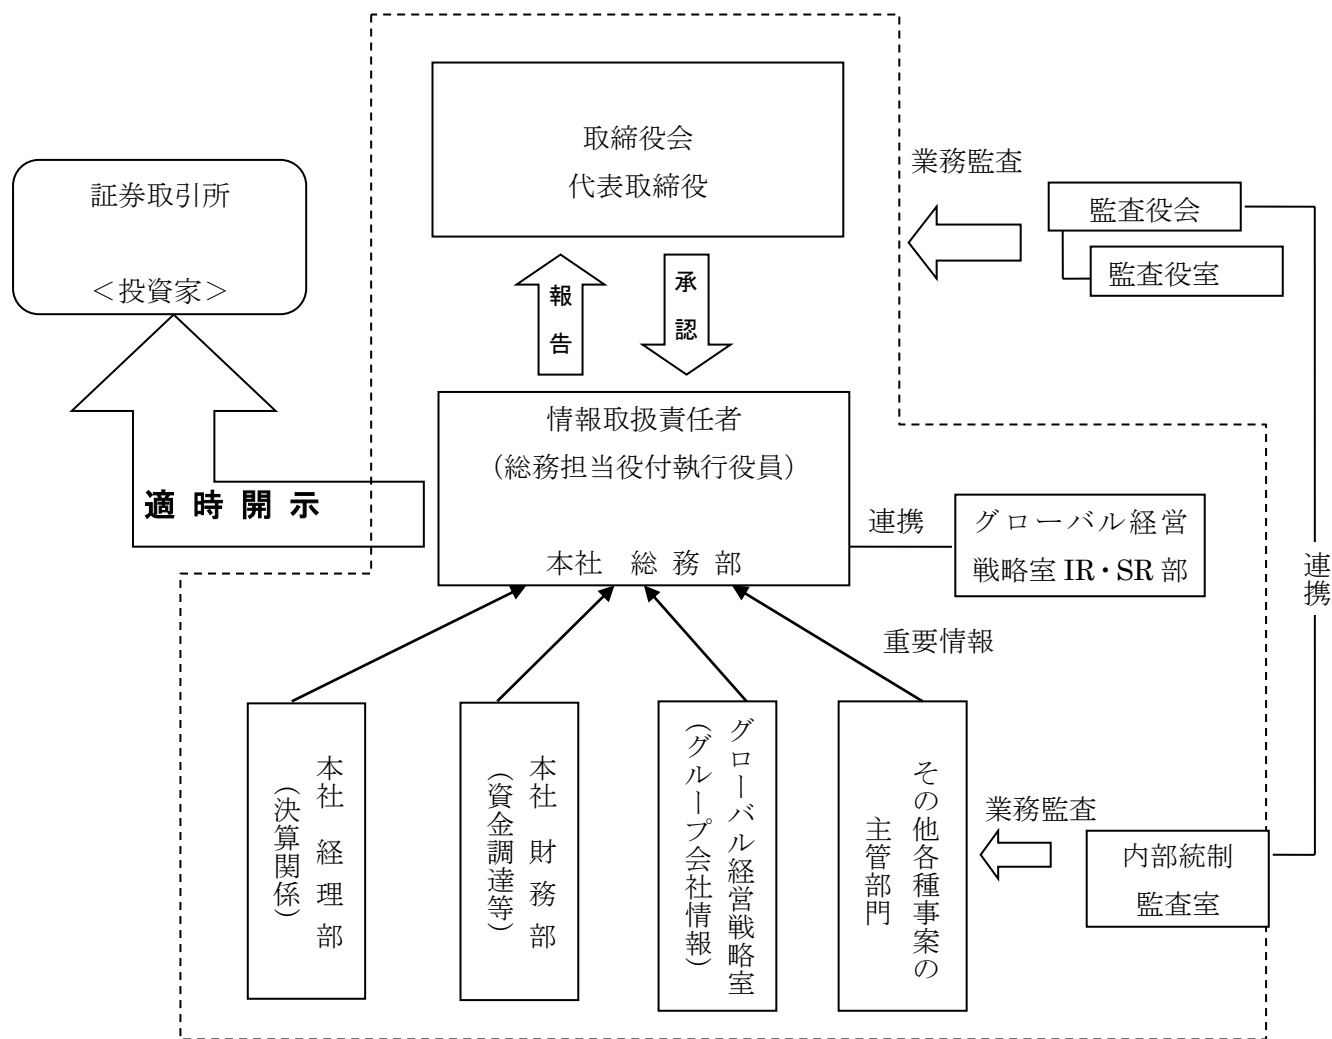 取締役会
代表取締役
証券取引所
＜投資家＞
業務監査
監査役会
監査役室
報告
承認
情報取扱責任者
（総務担当役付執行役員）
本社　総 務 部
適 時 開 示
連携
グローバル経営
戦略室 IR・SR 部
連携
重要情報
本社　経 理 部
（決算関係）
本社　財 務 部
（資金調達等）
グローバル経営戦略室
（グループ会社情報）
その他各種事案の
主管部門
業務監査
内部統制
監査室